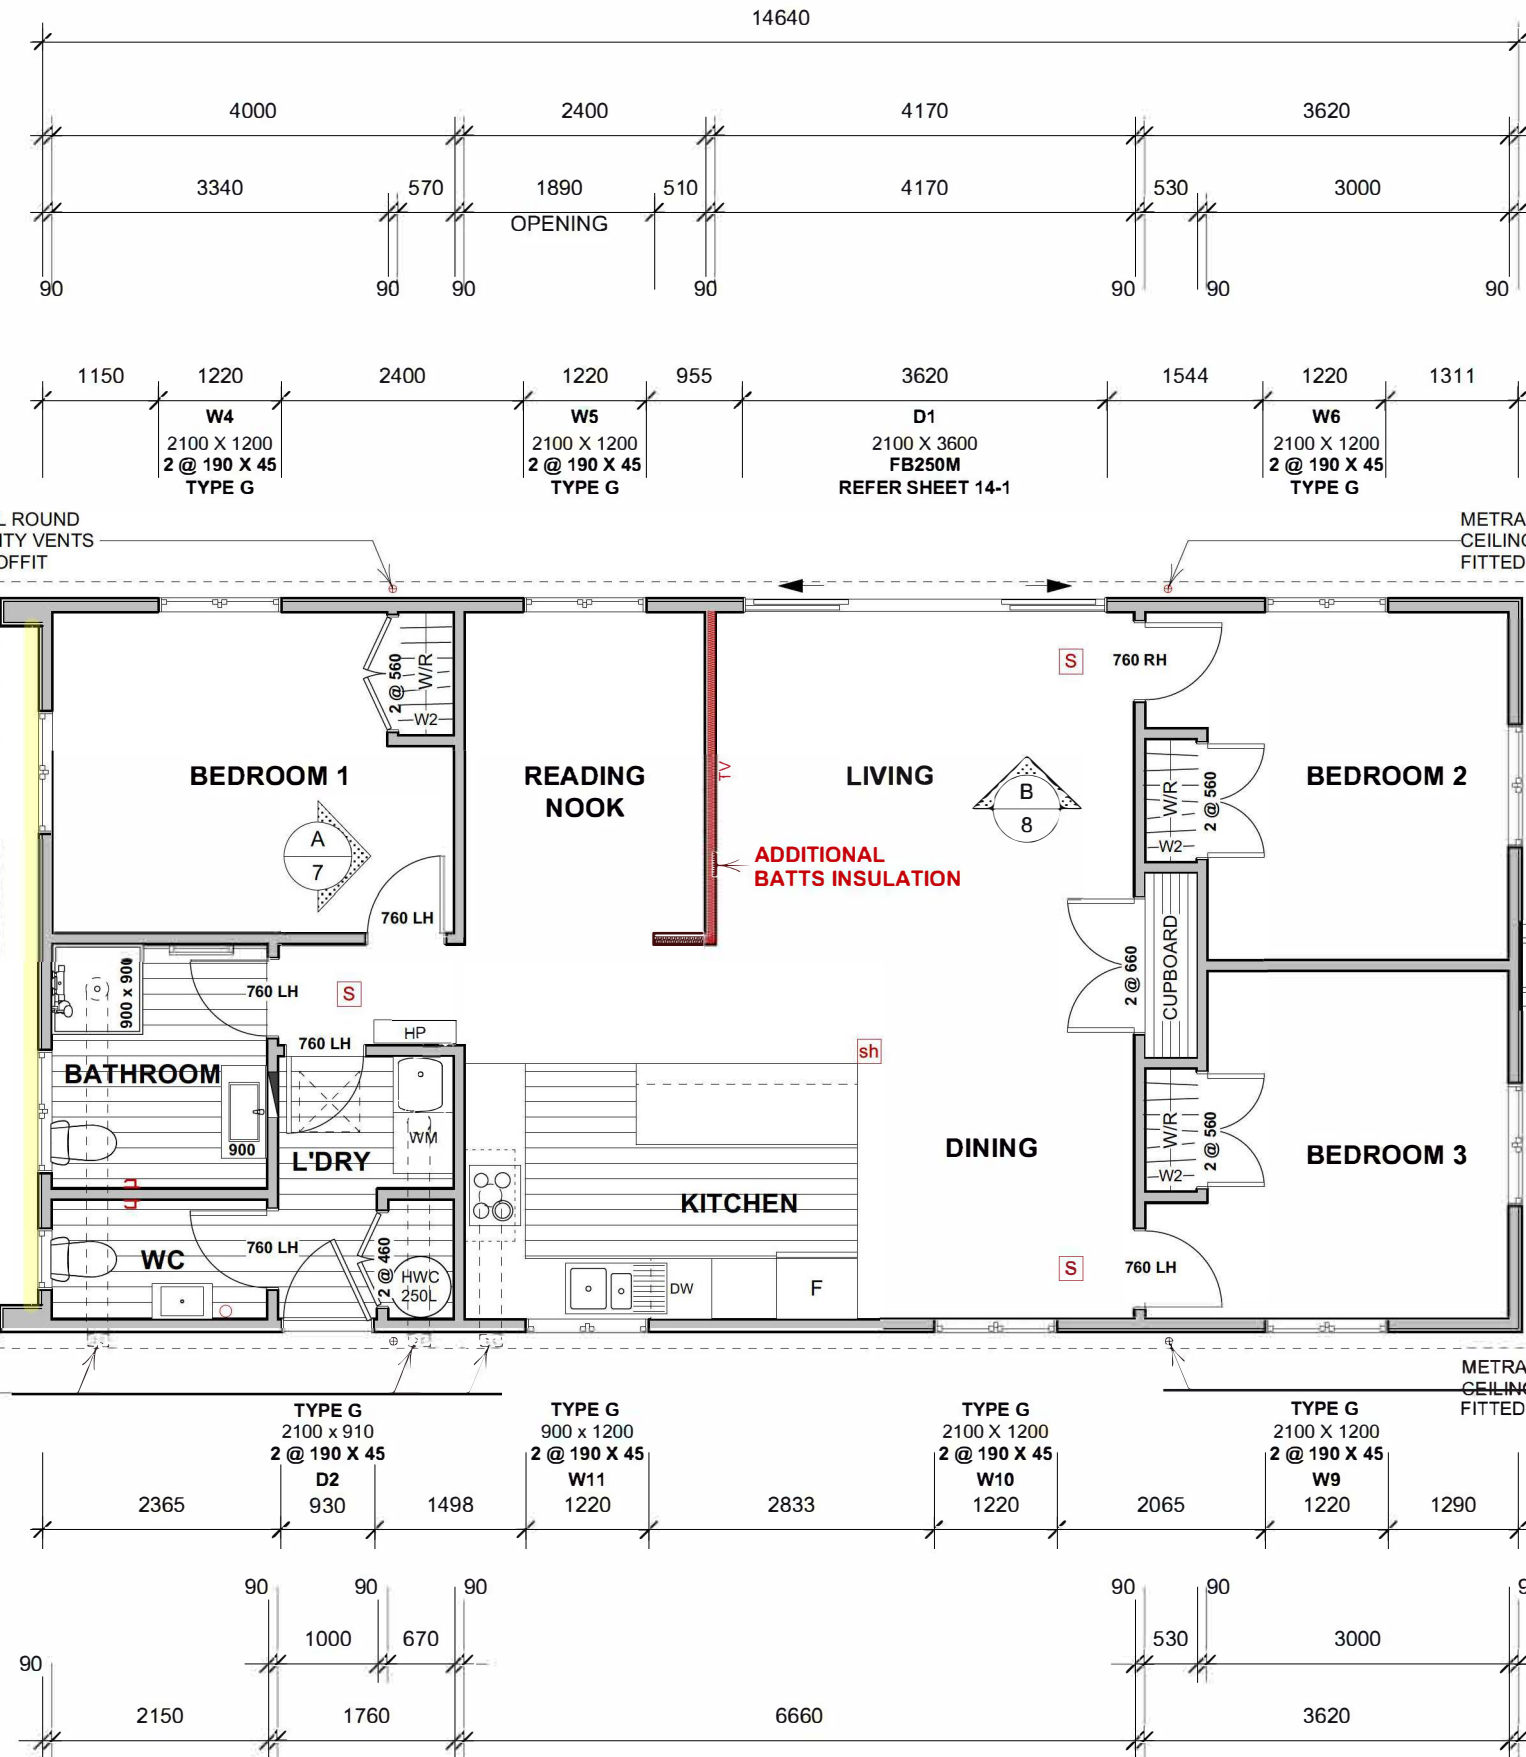 14640
4000 2400 4170 3620
3340 570 1890 510 4170 530 3000
OPENING
90 90 90 90 90 90 90
1150 1220 2400 1220 955 3620 1544 1220 1311
W4 W5 D1 W6
2100 X 1200 2100 X 1200 2100 X 3600 2100 X 1200
2 @ 190 X 45 2 @ 190 X 45 FB250M 2 @ 190 X 45
TYPE G TYPE G REFER SHEET 14-1 TYPE G
L ROUND METRA
ITY VENTS CEILING
OFFIT FITTED
2 @ 560
W/R
W2
S
760 RH
BEDROOM 1
READING
NOOK
TV
LIVING
B
8
W/R
W2
2 @ 560
BEDROOM 2
A
7
ADDITIONAL
BATTS INSULATION
760 LH
900 x 900
760 LH
S
2 @ 660
CUPBOARD
760 LH
HP
sh
BATHROOM
900
WM
L'DRY
DINING
W/R
W2
2 @ 560
BEDROOM 3
KITCHEN
WC
760 LH
2 @ 460
HWC
250L
DW
F
S
760 LH
METRA
CEILING
FITTED
TYPE G TYPE G TYPE G TYPE G
2100 x 910 900 x 1200 2100 X 1200 2100 X 1200
2 @ 190 X 45 2 @ 190 X 45 2 @ 190 X 45 2 @ 190 X 45
D2 W11 W10 W9
2365 930 1498 1220 2833 1220 2065 1220 1290
90 90 90 90 90 9
1000 670 530 3000
90
2150 1760 6660 3620